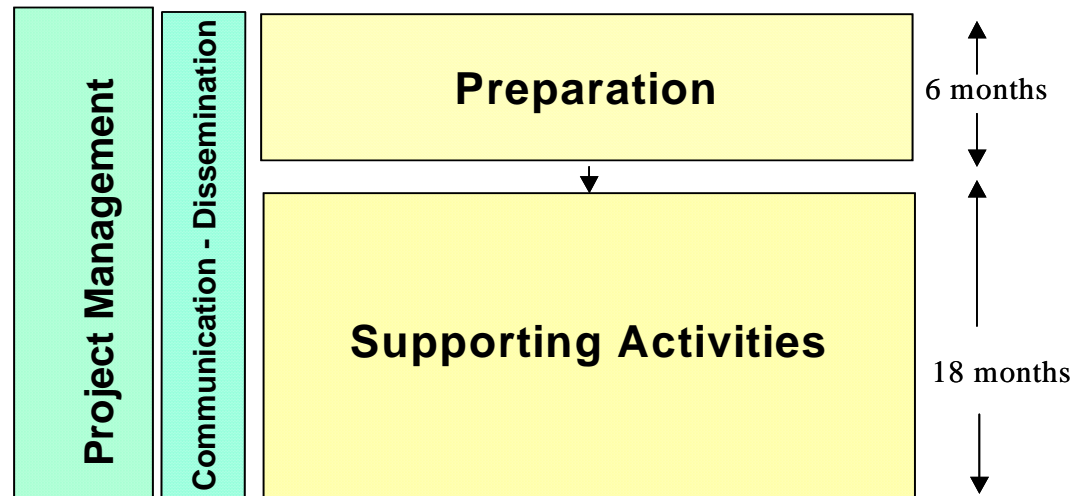 Project Management
Communication - Dissemination
Preparation
6 months
Supporting Activities
18 months